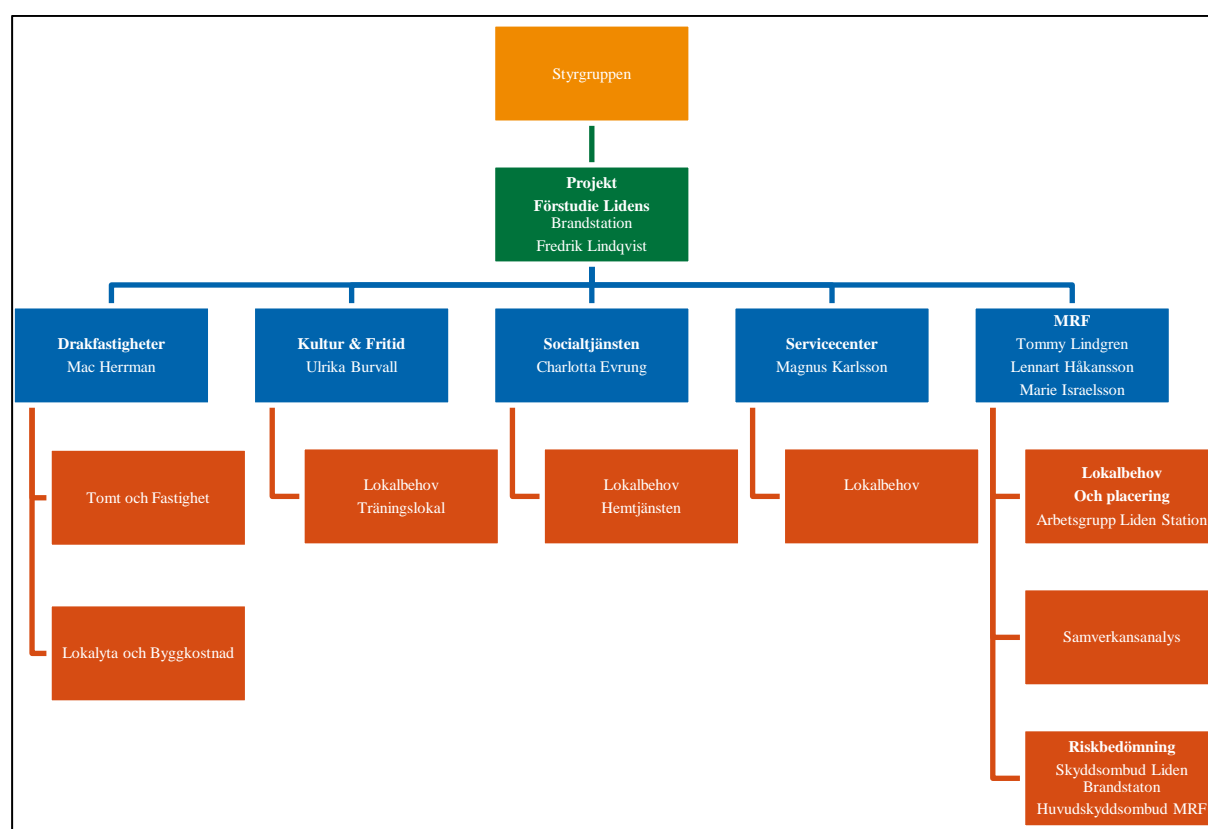 Styrgruppen
Projekt
Förstudie Lidens
Brandstation
Fredrik Lindqvist
Drakfastigheter
Mac Herrman
Kultur & Fritid
Ulrika Burvall
Socialtjänsten
Charlotta Evrung
Servicecenter
Magnus Karlsson
MRF
Tommy Lindgren
Lennart Håkansson
Marie Israelsson
Tomt och Fastighet
Lokalbehov
Träningslokal
Lokalbehov
Hemtjänsten
Lokalbehov
Lokalbehov
Och placering
Arbetsgrupp Liden Station
Lokalyta och Byggkostnad
Samverkansanalys
Riskbedömning
Skyddsombud Liden
Brandstaton
Huvudskyddsombud MRF